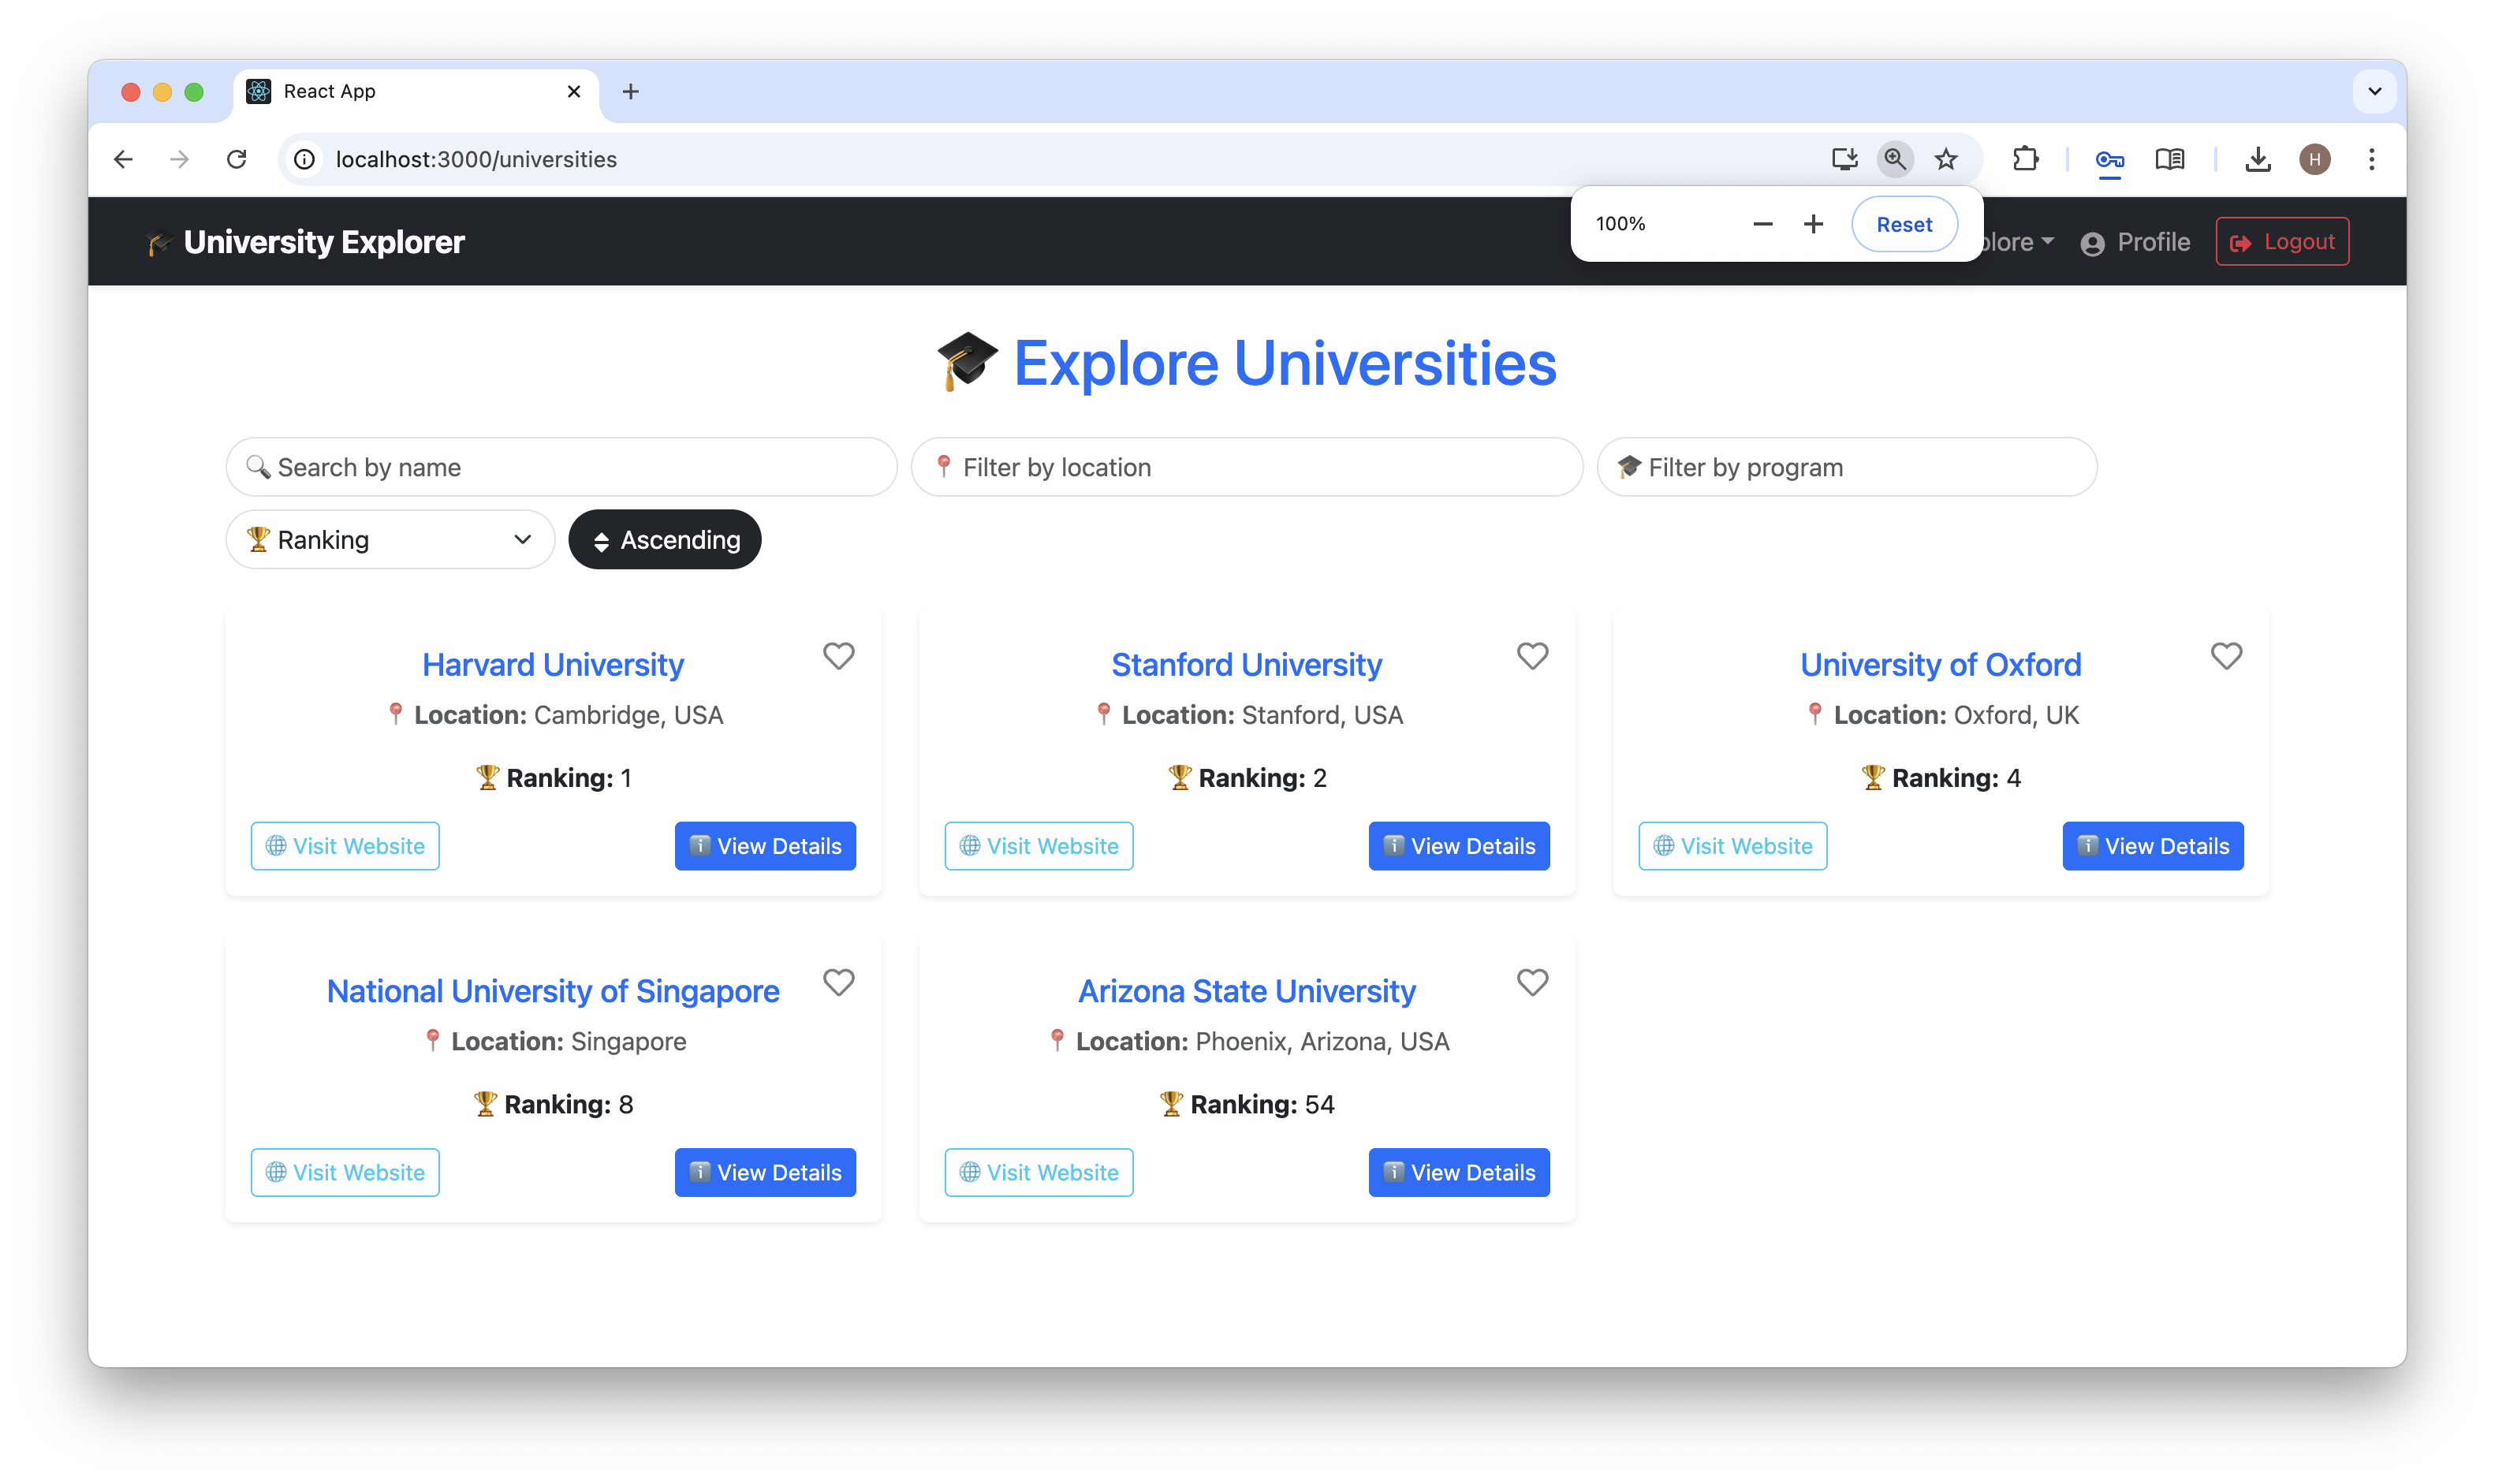 React App
localhost:3000/universities
H
100%
Reset
🎓 University Explorer
Profile
Logout
🎓 Explore Universities
🔍 Search by name
📍 Filter by location
🎓 Filter by program
🏆 Ranking
Ascending
Harvard University
📍 Location: Cambridge, USA
🏆 Ranking: 1
🌐 Visit Website
ℹ️ View Details
Stanford University
📍 Location: Stanford, USA
🏆 Ranking: 2
🌐 Visit Website
ℹ️ View Details
University of Oxford
📍 Location: Oxford, UK
🏆 Ranking: 4
🌐 Visit Website
ℹ️ View Details
National University of Singapore
📍 Location: Singapore
🏆 Ranking: 8
🌐 Visit Website
ℹ️ View Details
Arizona State University
📍 Location: Phoenix, Arizona, USA
🏆 Ranking: 54
🌐 Visit Website
ℹ️ View Details